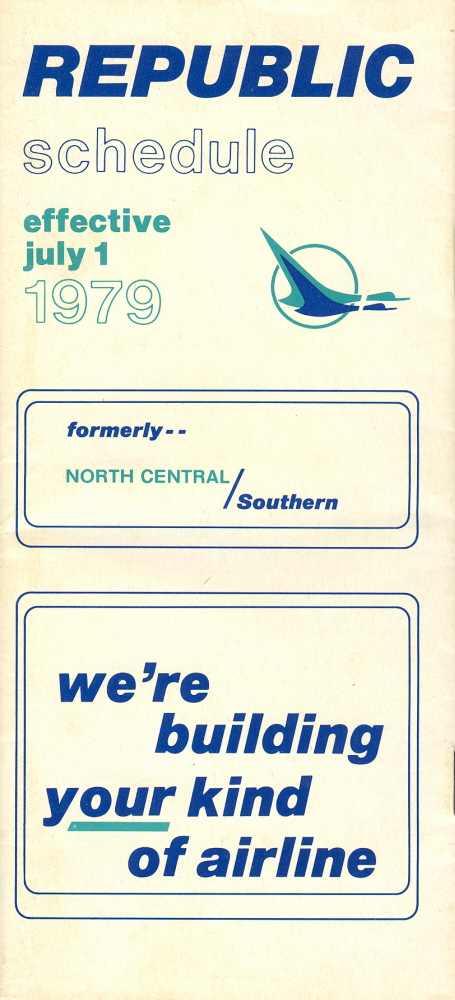 REPUBLIC
schedule
effective
july 1
1979
formerly--
NORTH CENTRAL/
Southern
we're
building
your kind
of airline